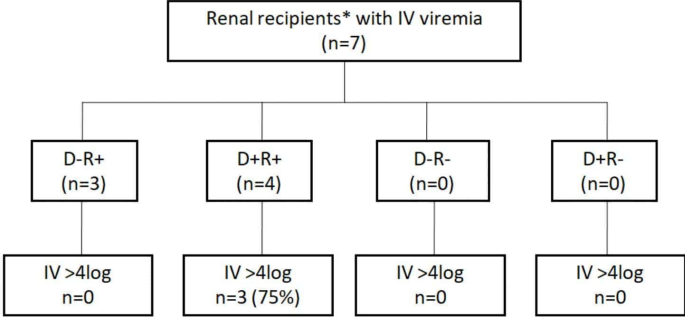 Renal recipients* with IV viremia
(n=7)
D-R+
(n=3)
D+R+
(n=4)
D-R-
(n=0)
D+R-
(n=0)
IV >4log
n=0
IV >4log
n=3 (75%)
IV >4log
n=0
IV >4log
n=0